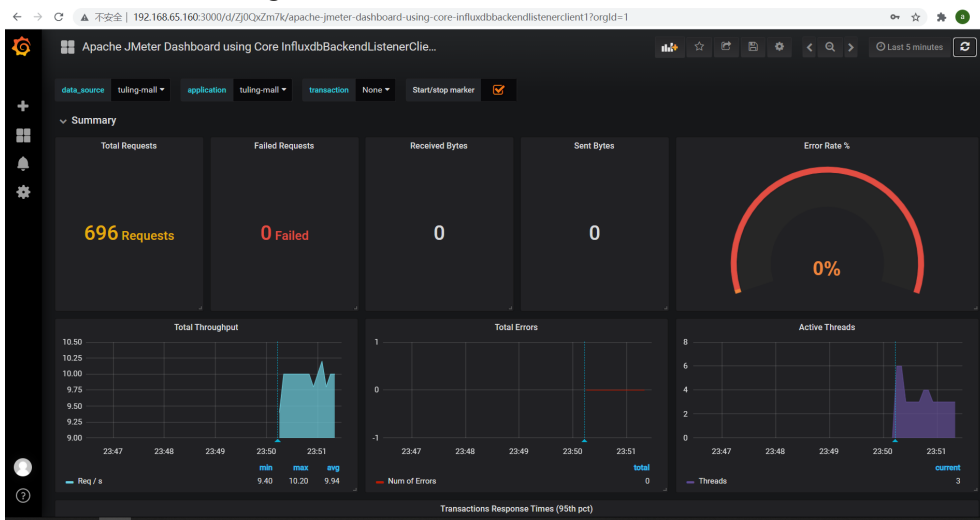 不安全 | 192.168.65.160:3000/d/Zj0QxZm7k/apache-jmeter-dashboard-using-core-influxdbbackendlistenerclient1?orgId=1
a
Apache JMeter Dashboard using Core InfluxdbBackendListenerClie...
Last 5 minutes
data_source tuling-mall application tuling-mall transaction None Start/stop marker
Summary
Total Requests Failed Requests Received Bytes Sent Bytes Error Rate %
696 Requests 0 Failed 0 0 0%
Total Throughput
10.50
10.25
10.00
9.75
9.50
9.25
9.00
23:47 23:48 23:49 23:50 23:51
min max avg
Req / s 9.40 10.20 9.94
Total Errors
1
0
-1
23:47 23:48 23:49 23:50 23:51
total
Num of Errors 0
Active Threads
8
6
4
2
0
23:47 23:48 23:49 23:50 23:51
current
Threads 3
Transactions Response Times (95th pct)